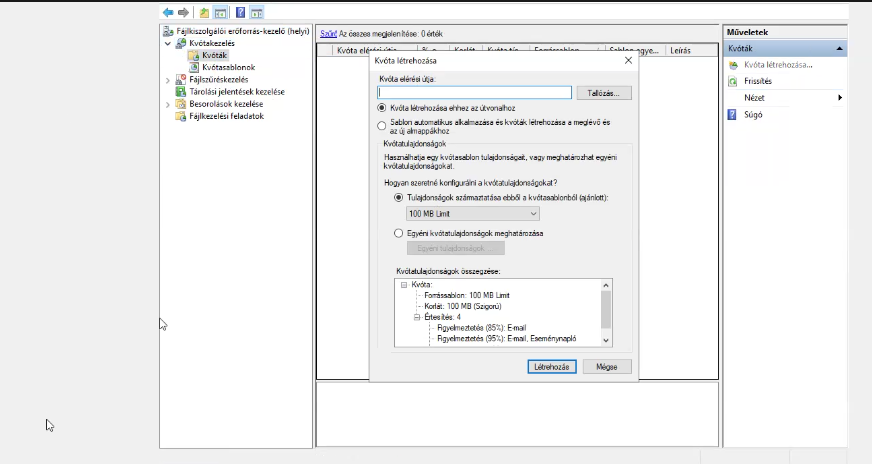 Fájlkiszolgálói erőforrás-kezelő (helyi)
Kvótakezelés
Kvóták
Kvótasablonok
Fájlszűréskezelés
Tárolási jelentések kezelése
Besorolások kezelése
Fájlkezelési feladatok
Szűrő Az összes megjelenítése: 0 érték
Kvóta elérési útja
Korlát
Kvóta típ
Forrássablon
Sablon egye...
Leírás
Kvóta létrehozása
Kvóta elérési útja:
Tallózás...
Kvóta létrehozása ehhez az útvonalhoz
Sablon automatikus alkalmazása és kvóták létrehozása a meglévő és
az új almappákhoz
Kvótatulajdonságok
Használhatja egy kvótasablon tulajdonságait, vagy meghatározhat egyéni
kvótatulajdonságokat.
Hogyan szeretné konfigurálni a kvótatulajdonságokat?
Tulajdonságok származtatása ebből a kvótasablonból (ajánlott):
100 MB Limit
Egyéni kvótatulajdonságok meghatározása
Egyéni tulajdonságok...
Kvótatulajdonságok összegzése:
Kvóta:
Forrássablon: 100 MB Limit
Korlát: 100 MB (Szigorú)
Értesítés: 4
Figyelmeztetés (85%): E-mail
Figyelmeztetés (95%): E-mail, Eseménynapló
Létrehozás
Mégse
Műveletek
Kvóták
Kvóta létrehozása...
Frissítés
Nézet
Súgó